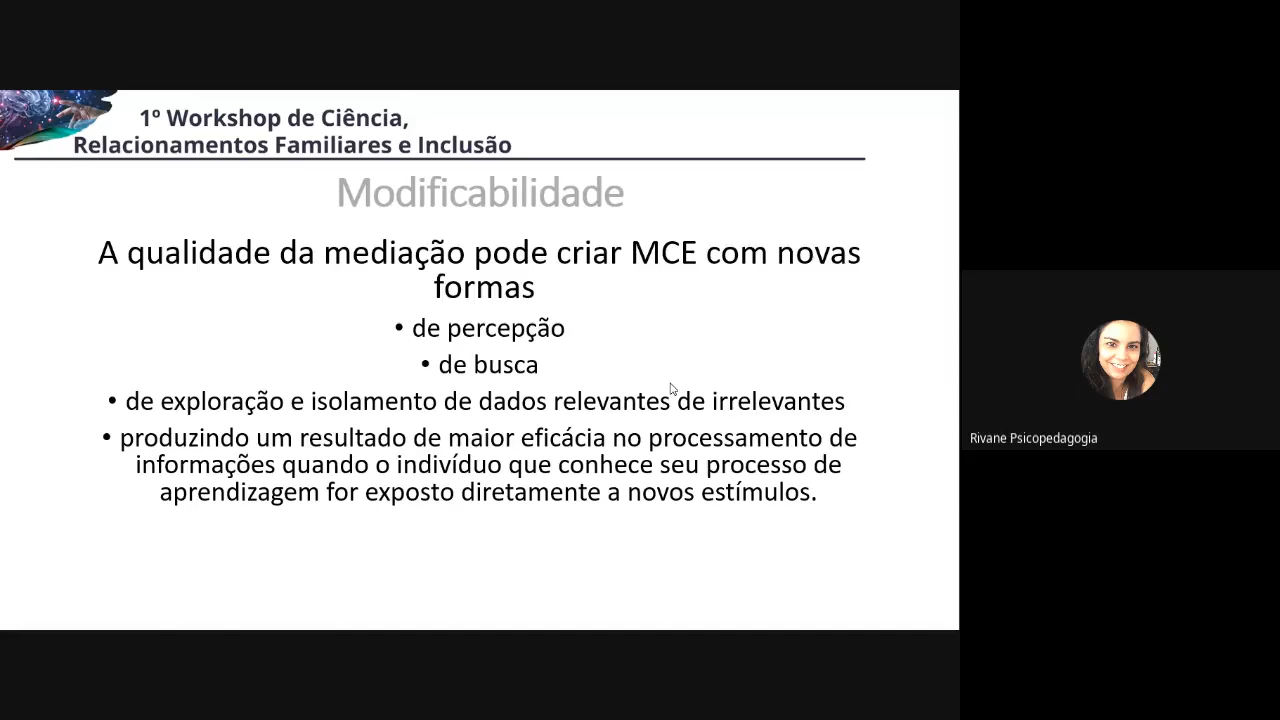 1º Workshop de Ciência,
Relacionamentos Familiares e Inclusão
Modificabilidade
A qualidade da mediação pode criar MCE com novas
formas
• de percepção
• de busca
• de exploração e isolamento de dados relevantes de irrelevantes
• produzindo um resultado de maior eficácia no processamento de
informações quando o indivíduo que conhece seu processo de
aprendizagem for exposto diretamente a novos estímulos.
Rivane Psicopedagogia